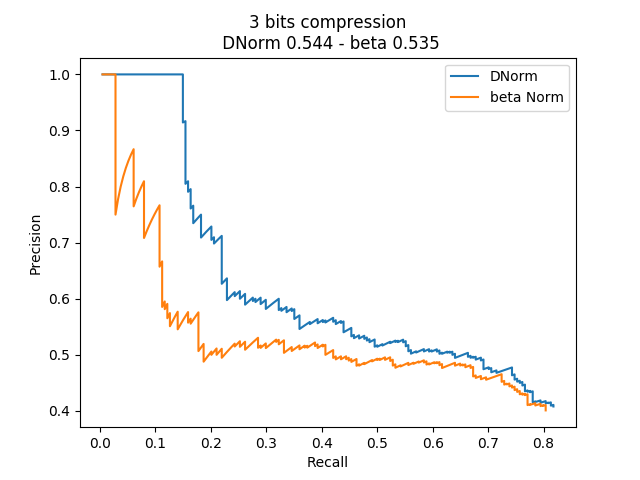 3 bits compression
DNorm 0.544 - beta 0.535
DNorm
beta Norm
1.0
0.9
0.8
0.7
0.6
0.5
0.4
Precision
0.0 0.1 0.2 0.3 0.4 0.5 0.6 0.7 0.8
Recall